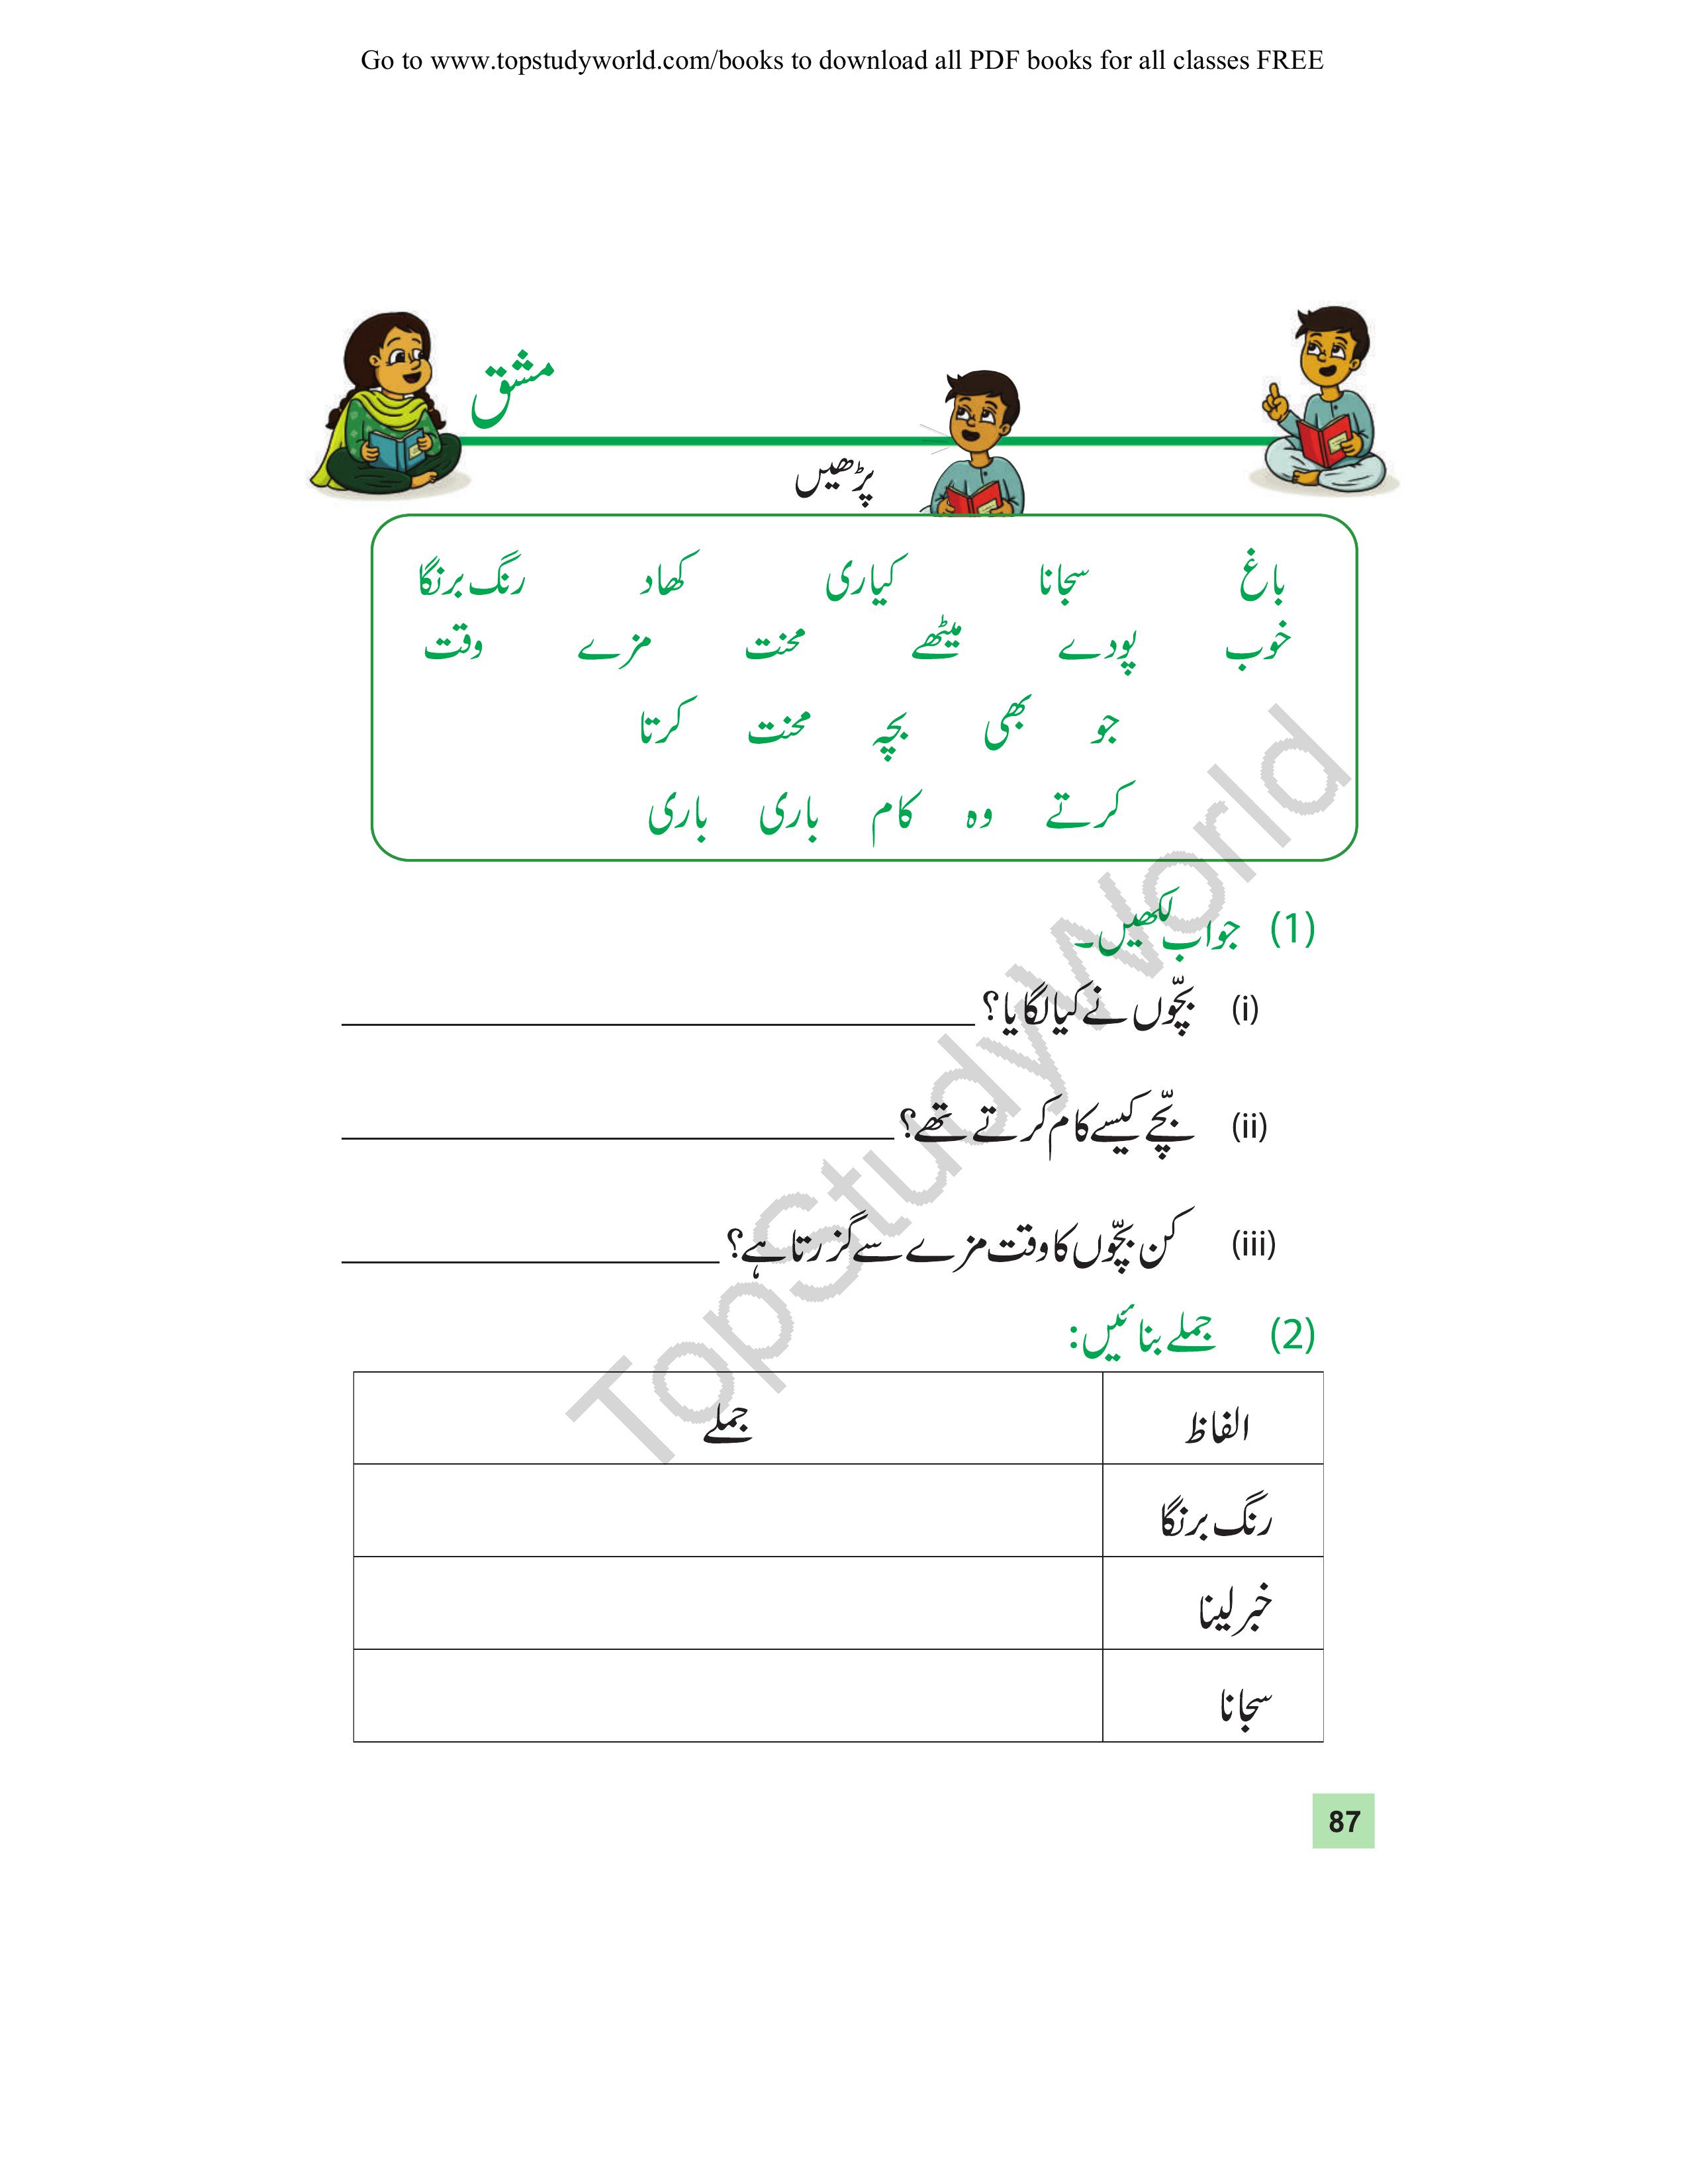 Go to www.topstudyworld.com/books to download all PDF books for all classes FREE
مشق
پڑھیں
باغ سجانا کیاری کھاد رنگ برنگا
خوب پودے میٹھے محنت مزے وقت
جو بھی بچہ محنت کرتا
کرتے وہ کام باری باری
(1) جواب لکھیں۔
(i) بچّوں نے کیا لگایا؟
(ii) بچّے کیسے کام کرتے تھے؟
(iii) کن بچّوں کا وقت مزے سے گزرتا ہے؟
(2) جملے بنائیں:
الفاظ جملے
رنگ برنگا
خبر لینا
سجانا
87
TopStudyWorld